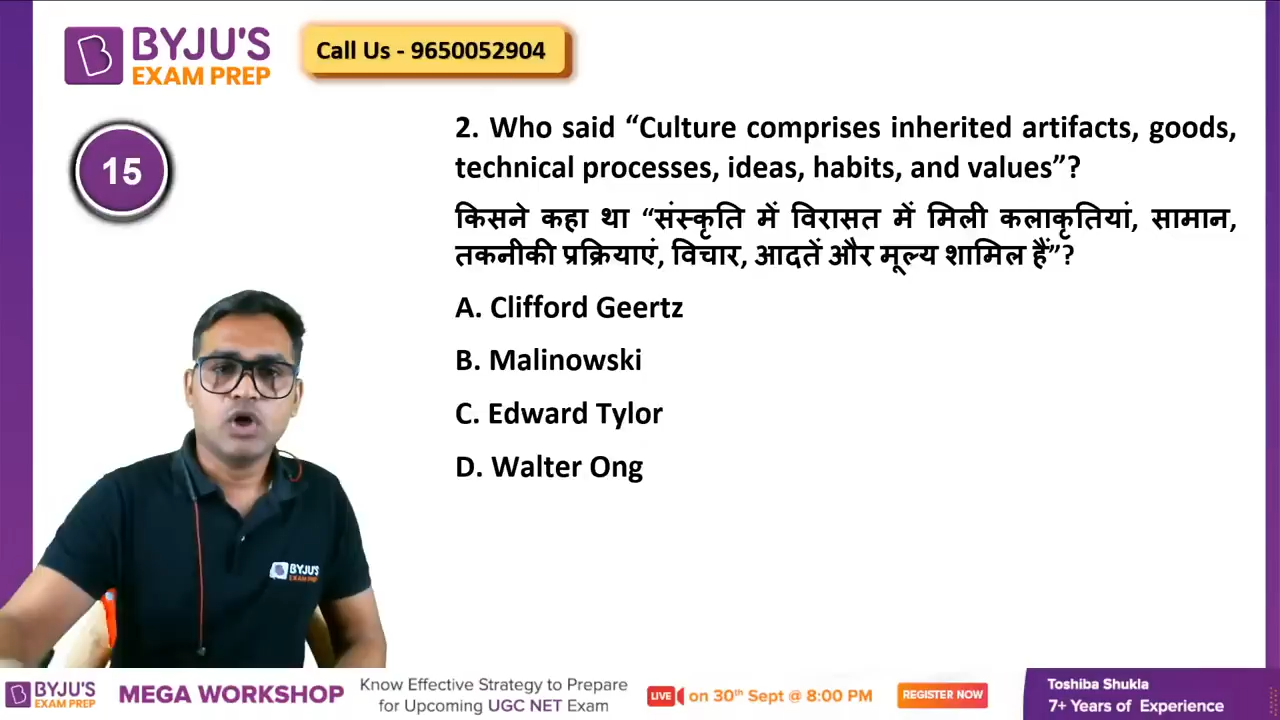 BYJU'S
EXAM PREP
Call Us - 9650052904
15
2. Who said “Culture comprises inherited artifacts, goods,
technical processes, ideas, habits, and values”?
किसने कहा था “संस्कृति में विरासत में मिली कलाकृतियां, सामान,
तकनीकी प्रक्रियाएं, विचार, आदतें और मूल्य शामिल हैं”?
A. Clifford Geertz
B. Malinowski
C. Edward Tylor
D. Walter Ong
BYJU'S
EXAM PREP
BYJU'S
EXAM PREP
MEGA WORKSHOP
Know Effective Strategy to Prepare
for Upcoming UGC NET Exam
LIVE
on 30th Sept @ 8:00 PM
REGISTER NOW
Toshiba Shukla
7+ Years of Experience